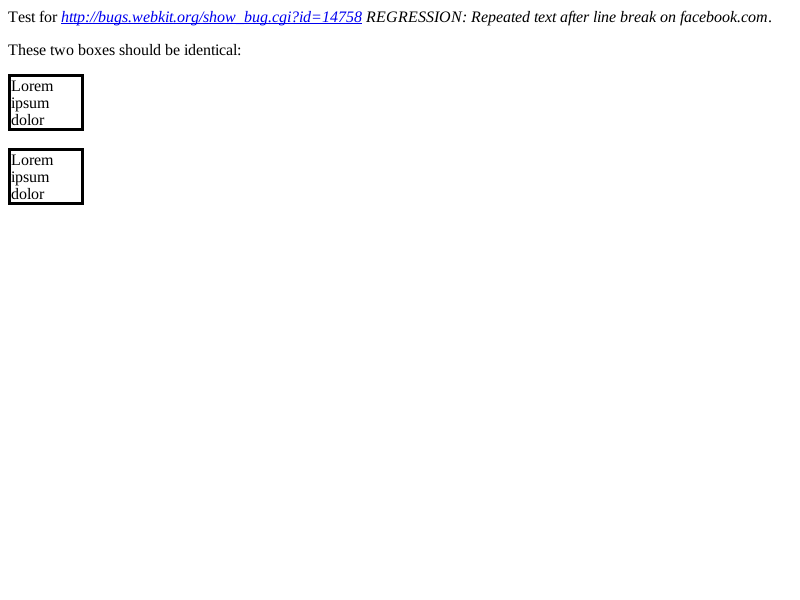 Test for http://bugs.webkit.org/show_bug.cgi?id=14758 REGRESSION: Repeated text after line break on facebook.com.
These two boxes should be identical:
Lorem
ipsum
dolor
Lorem
ipsum
dolor